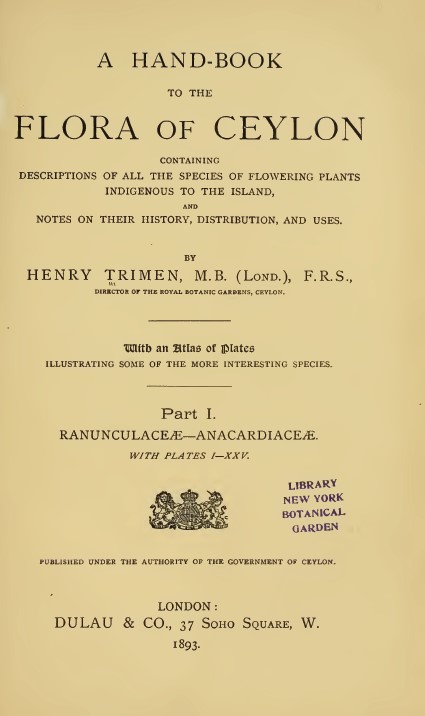 A HAND-BOOK
TO THE
FLORA OF CEYLON
CONTAINING
DESCRIPTIONS OF ALL THE SPECIES OF FLOWERING PLANTS
INDIGENOUS TO THE ISLAND,
AND
NOTES ON THEIR HISTORY, DISTRIBUTION, AND USES.
BY
HENRY TRIMEN, M.B. (LOND.), F.R.S.,
DIRECTOR OF THE ROYAL BOTANIC GARDENS, CEYLON.
With an Atlas of Plates
ILLUSTRATING SOME OF THE MORE INTERESTING SPECIES.
Part I.
RANUNCULACEÆ—ANACARDIACEÆ.
WITH PLATES I—XXV.
LIBRARY
NEW YORK
BOTANICAL
GARDEN
PUBLISHED UNDER THE AUTHORITY OF THE GOVERNMENT OF CEYLON.
LONDON:
DULAU & CO., 37 SOHO SQUARE, W.
1893.